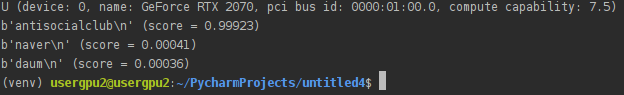 U (device: 0, name: GeForce RTX 2070, pci bus id: 0000:01:00.0, compute capability: 7.5)
b'antisocialclub\n' (score = 0.99923)
b'naver\n' (score = 0.00041)
b'daum\n' (score = 0.00036)
(venv) usergpu2@usergpu2:~/PycharmProjects/untitled4$